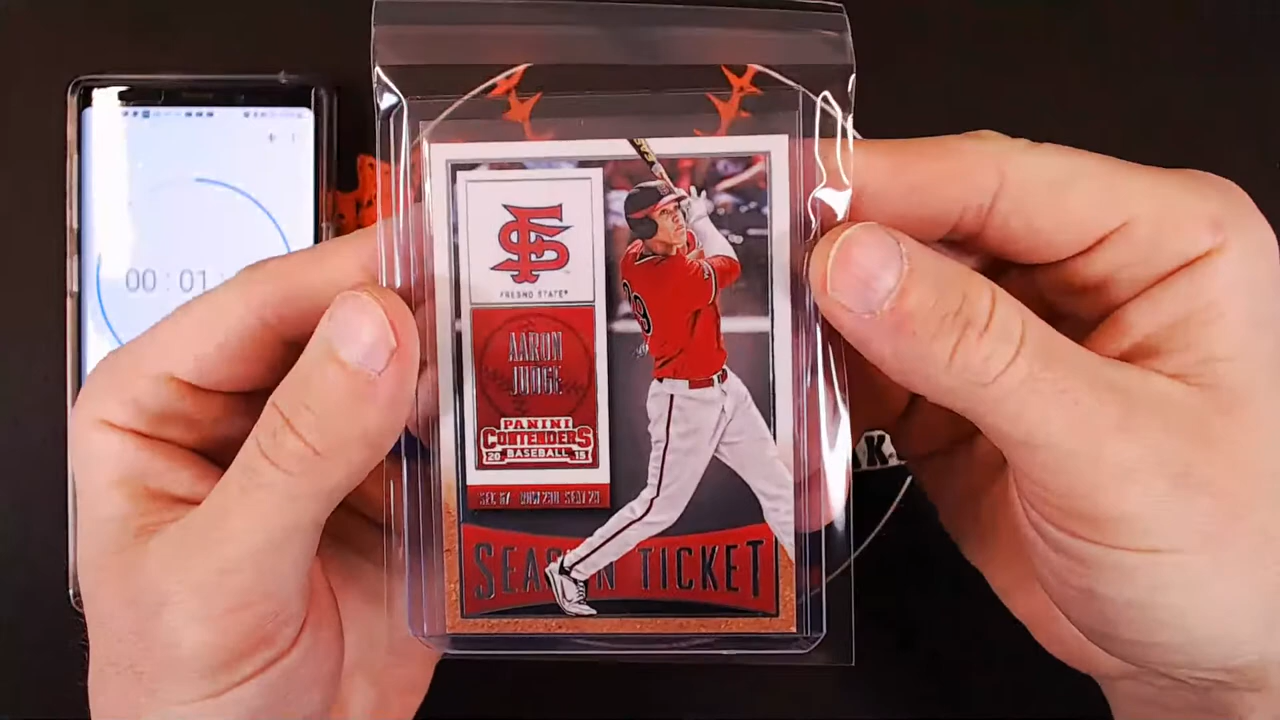 00 : 01
FS
FRESNO STATE
AARON
JUDGE
PANINI
CONTENDERS
20 BASEBALL 15
SEASON TICKET
K.